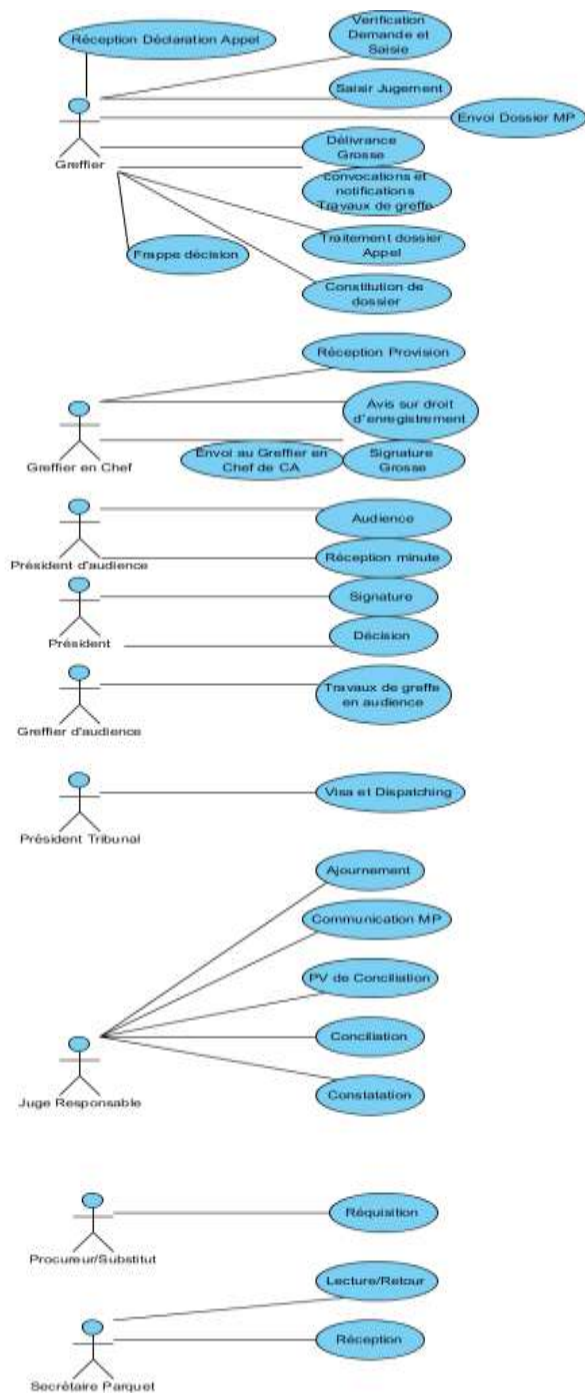 Réception Déclaration Appel
Verification
Demande et
Saisie
Saisir Jugement
Envoi Dossier MP
Greffier
Délivrance
Grosse
convocations et
notifications
Travaux de greffe
Traitement dossier
Appel
Frappe décision
Constitution de
dossier
Réception Provision
Avis sur droit
d'enregistrement
Greffier en Chef
Envoi au Greffier en
Chef de CA
Signature
Grosse
Audience
Président d'audience
Réception minute
Signature
Président
Décision
Travaux de greffe
en audience
Greffier d'audience
Visa et Dispatching
Président Tribunal
Ajournement
Communication MP
PV de Conciliation
Conciliation
Juge Responsable
Constatation
Réquisition
Procureur/Substitut
Lecture/Retour
Réception
Secrétaire Parquet